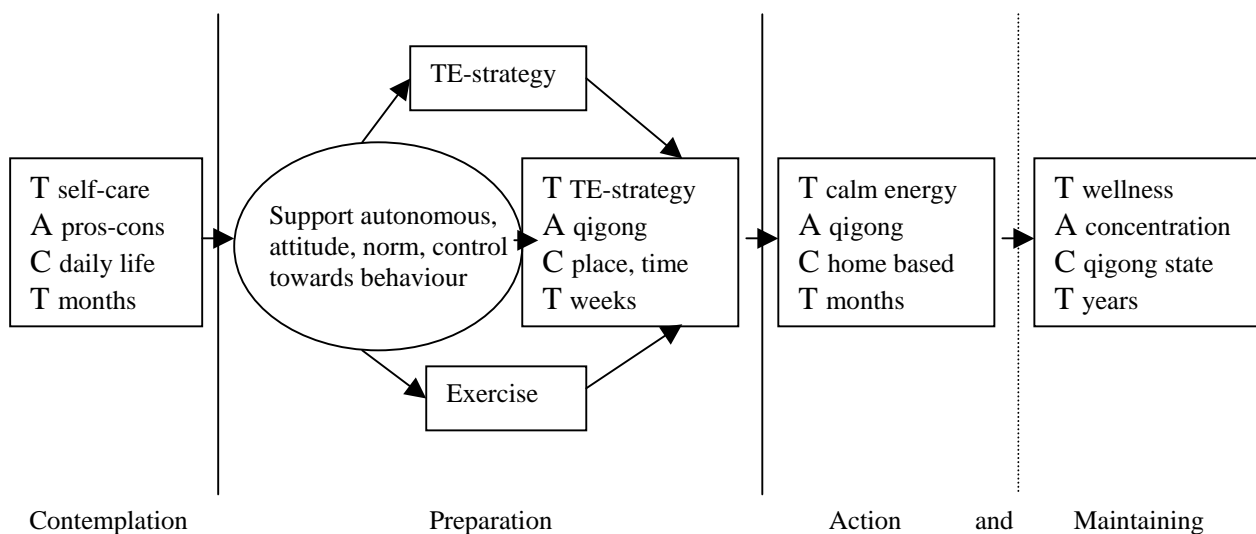 TE-strategy
T self-care
A pros-cons
C daily life
T months
Support autonomous,
attitude, norm, control
towards behaviour
T TE-strategy
A qigong
C place, time
T weeks
T calm energy
A qigong
C home based
T months
T wellness
A concentration
C qigong state
T years
Exercise
Contemplation
Preparation
Action and Maintaining